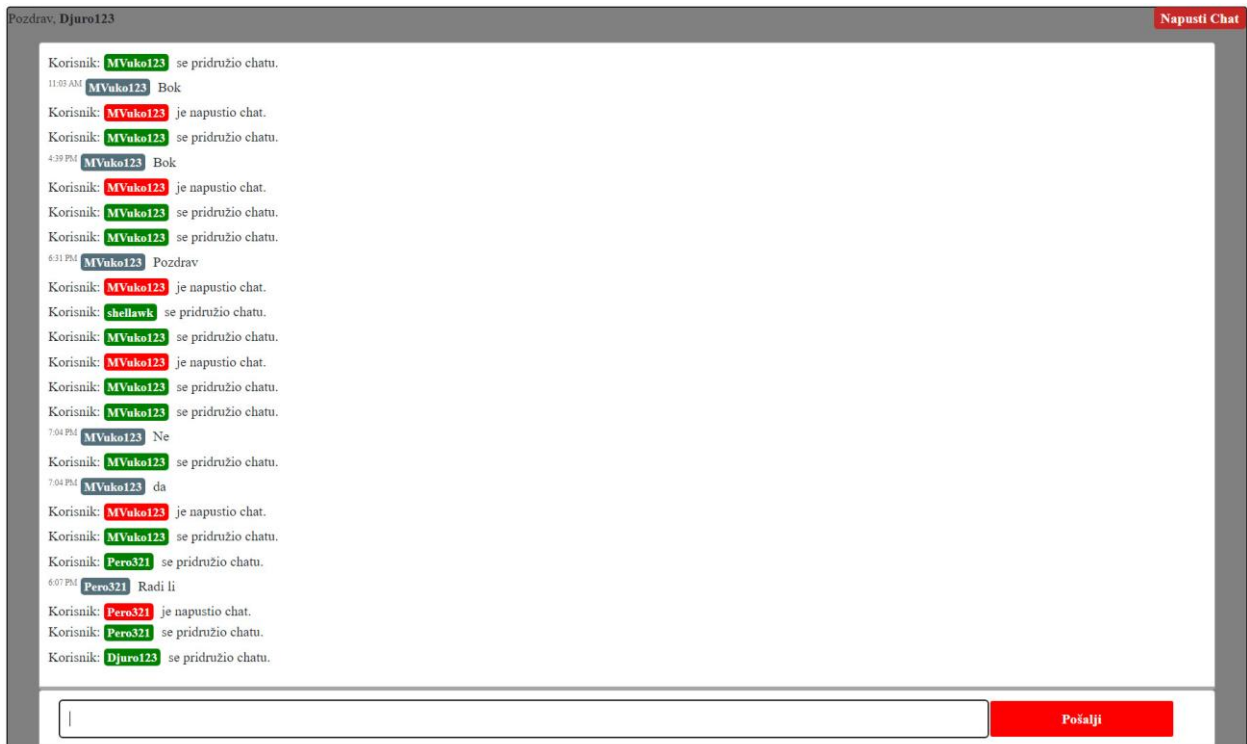 Pozdrav, Djuro123 Napusti Chat
Korisnik: MVuko123 se pridružio chatu.
11:03 AM MVuko123 Bok
Korisnik: MVuko123 je napustio chat.
Korisnik: MVuko123 se pridružio chatu.
4:39 PM MVuko123 Bok
Korisnik: MVuko123 je napustio chat.
Korisnik: MVuko123 se pridružio chatu.
Korisnik: MVuko123 se pridružio chatu.
6:31 PM MVuko123 Pozdrav
Korisnik: MVuko123 je napustio chat.
Korisnik: shellawk se pridružio chatu.
Korisnik: MVuko123 se pridružio chatu.
Korisnik: MVuko123 je napustio chat.
Korisnik: MVuko123 se pridružio chatu.
Korisnik: MVuko123 se pridružio chatu.
7:04 PM MVuko123 Ne
Korisnik: MVuko123 se pridružio chatu.
7:04 PM MVuko123 da
Korisnik: MVuko123 je napustio chat.
Korisnik: MVuko123 se pridružio chatu.
Korisnik: Pero321 se pridružio chatu.
6:07 PM Pero321 Radi li
Korisnik: Pero321 je napustio chat.
Korisnik: Pero321 se pridružio chatu.
Korisnik: Djuro123 se pridružio chatu.
Pošalji